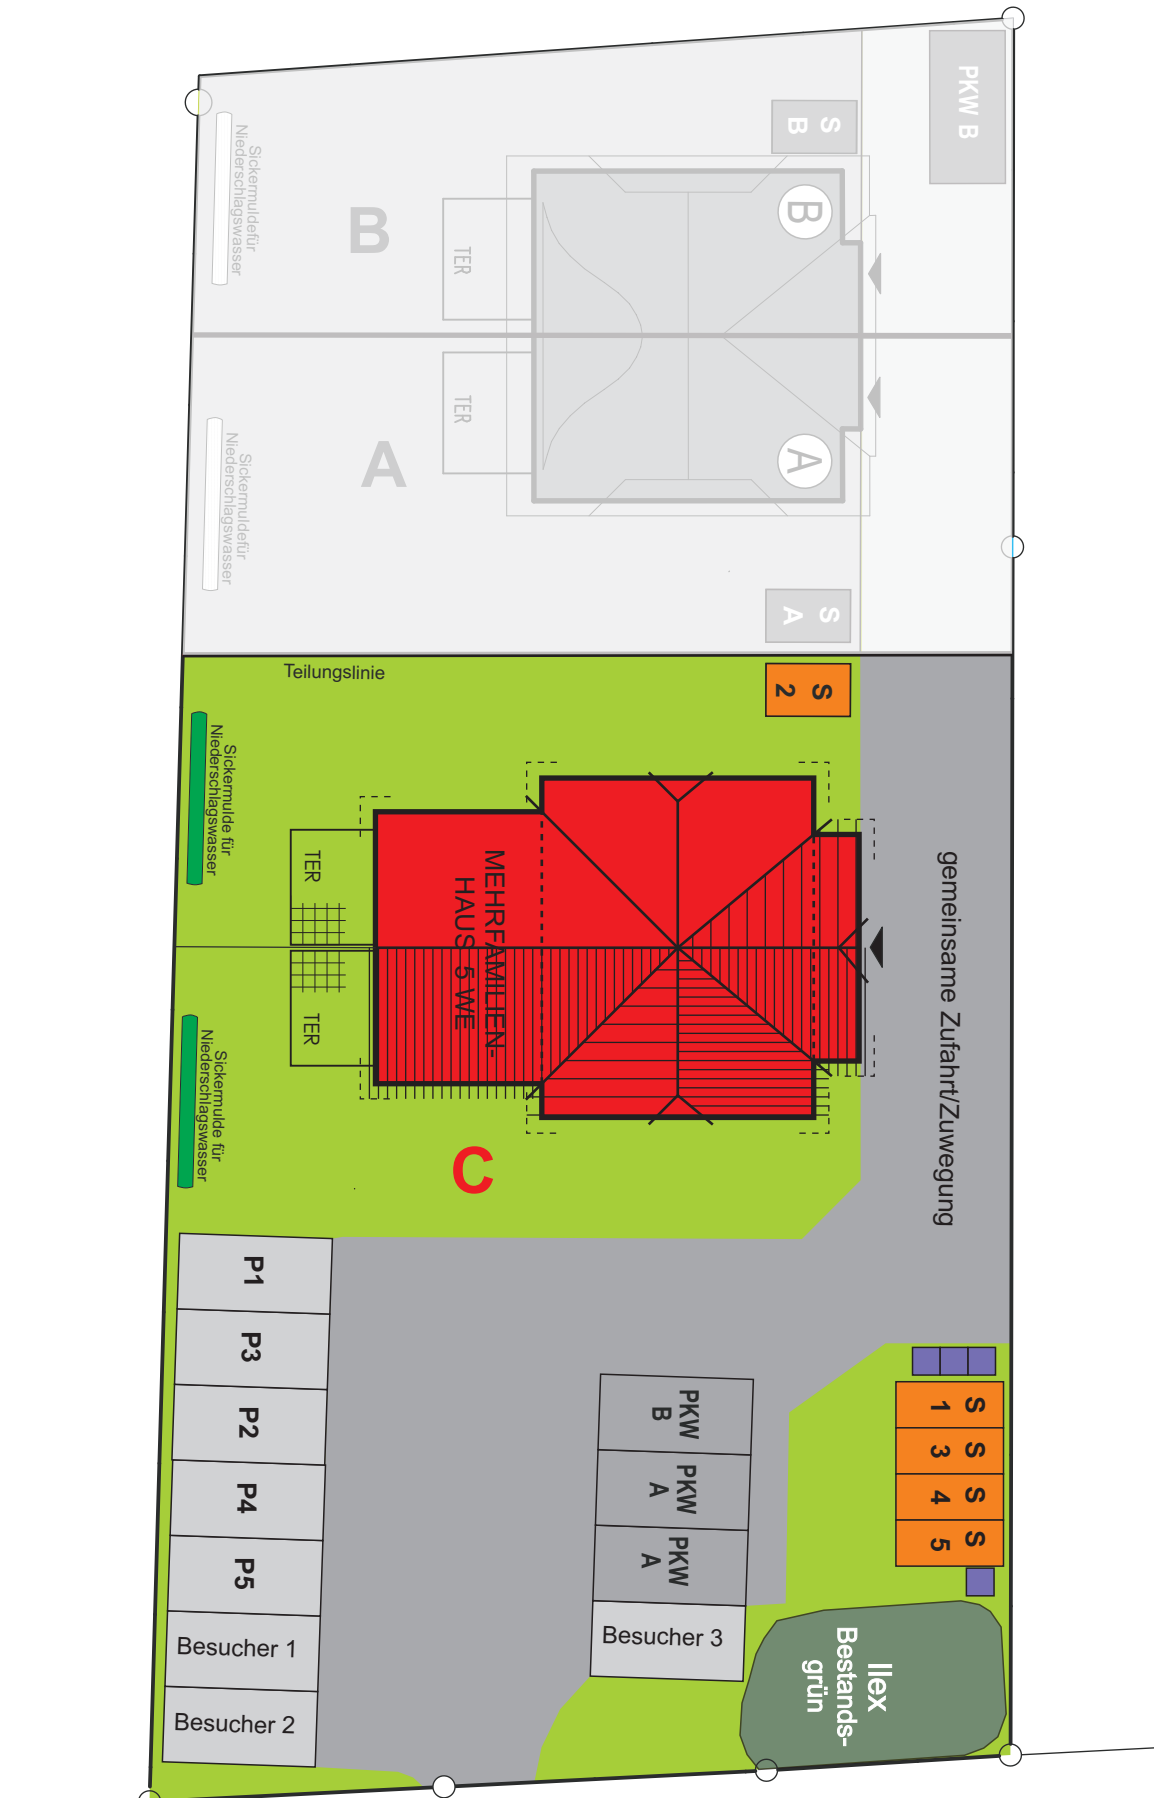 PKW B
S
B
B
Sickermuldefür
Niederschlagswasser
B
TER
TER
A
A
Sickermuldefür
Niederschlagswasser
S
A
Teilungslinie
S
2
Sickermulde für
Niederschlagswasser
TER
MEHRFAMILIEN-
HAUS 5 WE
gemeinsame Zufahrt/Zuwegung
TER
Sickermulde für
Niederschlagswasser
C
P1
P3
P2
P4
P5
Besucher 1
Besucher 2
PKW
B
PKW
A
PKW
A
Besucher 3
S
1
S
3
S
4
S
5
Ilex
Bestands-
grün